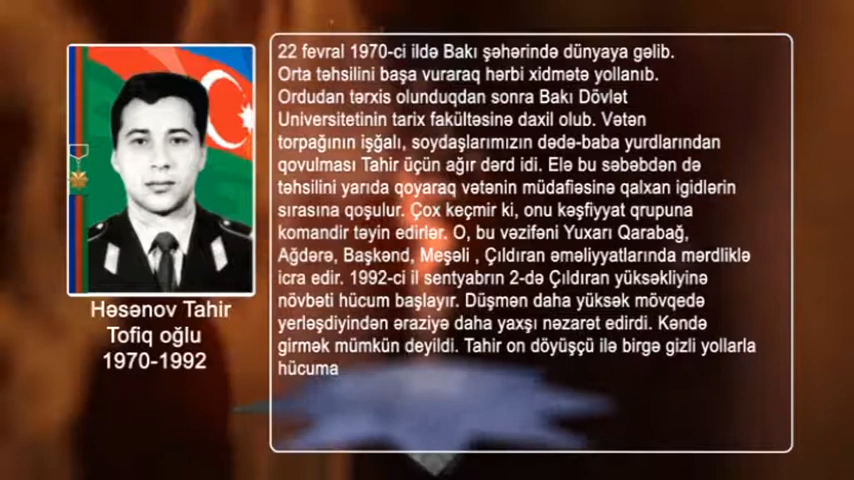 22 fevral 1970-ci ildə Bakı şəhərində dünyaya gəlib.
Orta təhsilini başa vuraraq hərbi xidmətə yollanıb.
Ordudan tərxis olunduqdan sonra Bakı Dövlət
Universitetinin tarix fakültəsinə daxil olub. Vətən
torpağının işğalı, soydaşlarımızın dədə-baba yurdlarından
qovulması Tahir üçün ağır dərd idi. Elə bu səbəbdən də
təhsilini yarıda qoyaraq vətənin müdafiəsinə qalxan igidlərin
sırasına qoşulur. Çox keçmir ki, onu kəşfiyyat qrupuna
komandir təyin edirlər. O, bu vəzifəni Yuxarı Qarabağ,
Ağdərə, Başkənd, Meşəli , Çıldıran əməliyyatlarında mərdliklə
icra edir. 1992-ci il sentyabrın 2-də Çıldıran yüksəkliyinə
növbəti hücum başlayır. Düşmən daha yüksək mövqedə
yerləşdiyindən əraziyə daha yaxşı nəzarət edirdi. Kəndə
girmək mümkün deyildi. Tahir on döyüşçü ilə birgə gizli yollarla
hücuma
Həsənov Tahir
Tofiq oğlu
1970-1992